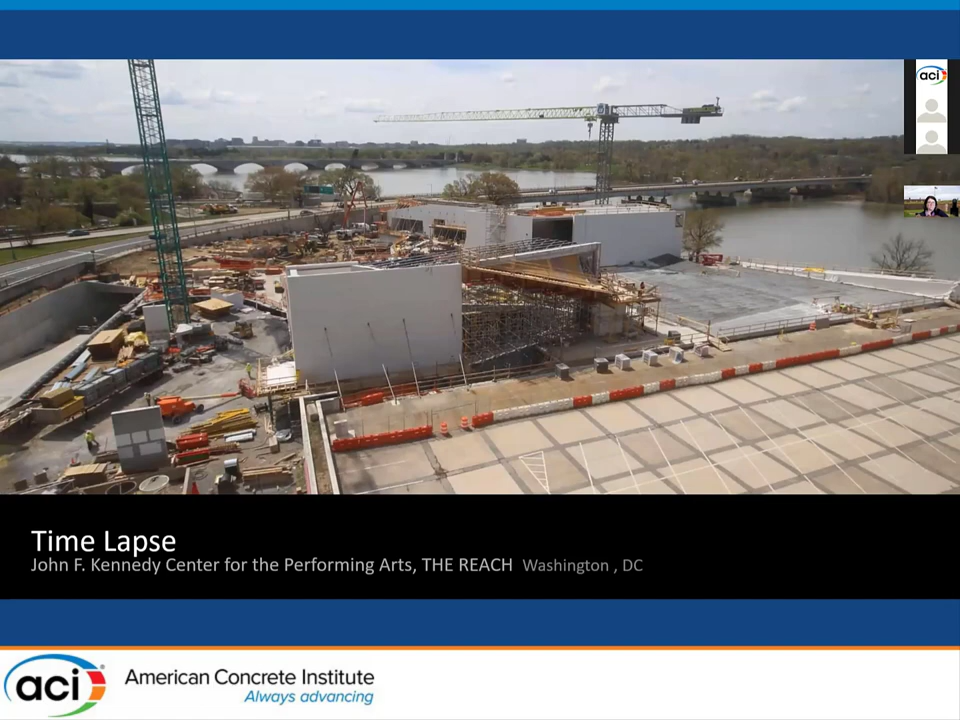 aci
Time Lapse
John F. Kennedy Center for the Performing Arts, THE REACH Washington , DC
aci®
American Concrete Institute
Always advancing